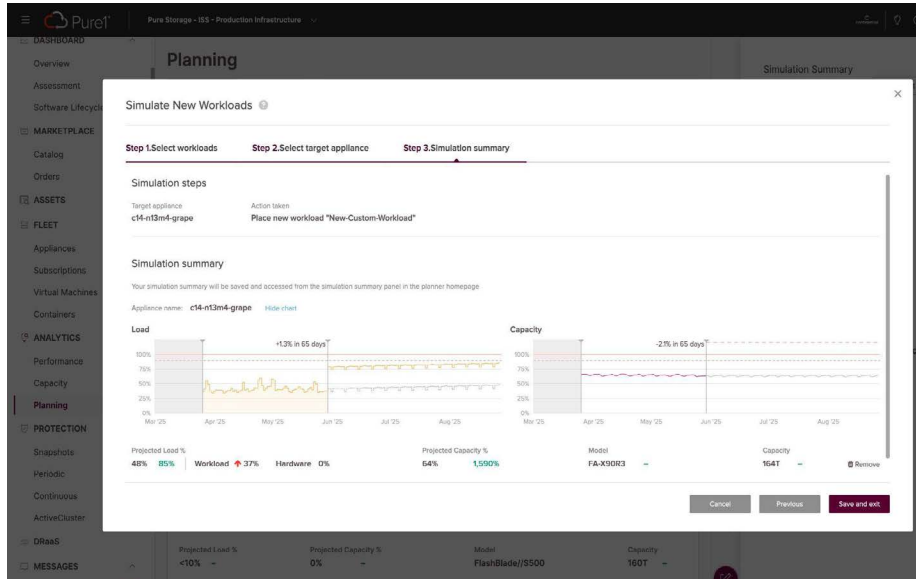 Pure1
Pure Storage - ISS - Production Infrastructure
DASHBOARD
Overview
Assessment
Software Lifecycle
MARKETPLACE
Catalog
Orders
ASSETS
FLEET
Appliances
Subscriptions
Virtual Machines
Containers
ANALYTICS
Performance
Capacity
Planning
PROTECTION
Snapshots
Periodic
Continuous
ActiveCluster
DRaaS
MESSAGES
Planning
Simulation Summary
Simulate New Workloads
Step 1.Select workloads Step 2.Select target appliance Step 3.Simulation summary
Simulation steps
Target appliance Action taken
c14-n13m4-grape Place new workload "New-Custom-Workload"
Simulation summary
Your simulation summary will be saved and accessed from the simulation summary panel in the planner homepage
Appliance name: c14-n13m4-grape Hide chart
Load
+1.3% in 65 days
100%
75%
50%
25%
0%
Mar '25 Apr '25 May '25 Jun '25 Jul '25 Aug '25
Capacity
-2.1% in 65 days
100%
75%
50%
25%
0%
Mar '25 Apr '25 May '25 Jun '25 Jul '25 Aug '25
Projected Load % Projected Capacity % Model Capacity
48% 85% Workload 37% Hardware 0% 64% 1,590% FA-X90R3 – 164T – Remove
Cancel Previous Save and exit
Projected Load % Projected Capacity % Model Capacity
<10% – 0% – FlashBlade//S500 160T –